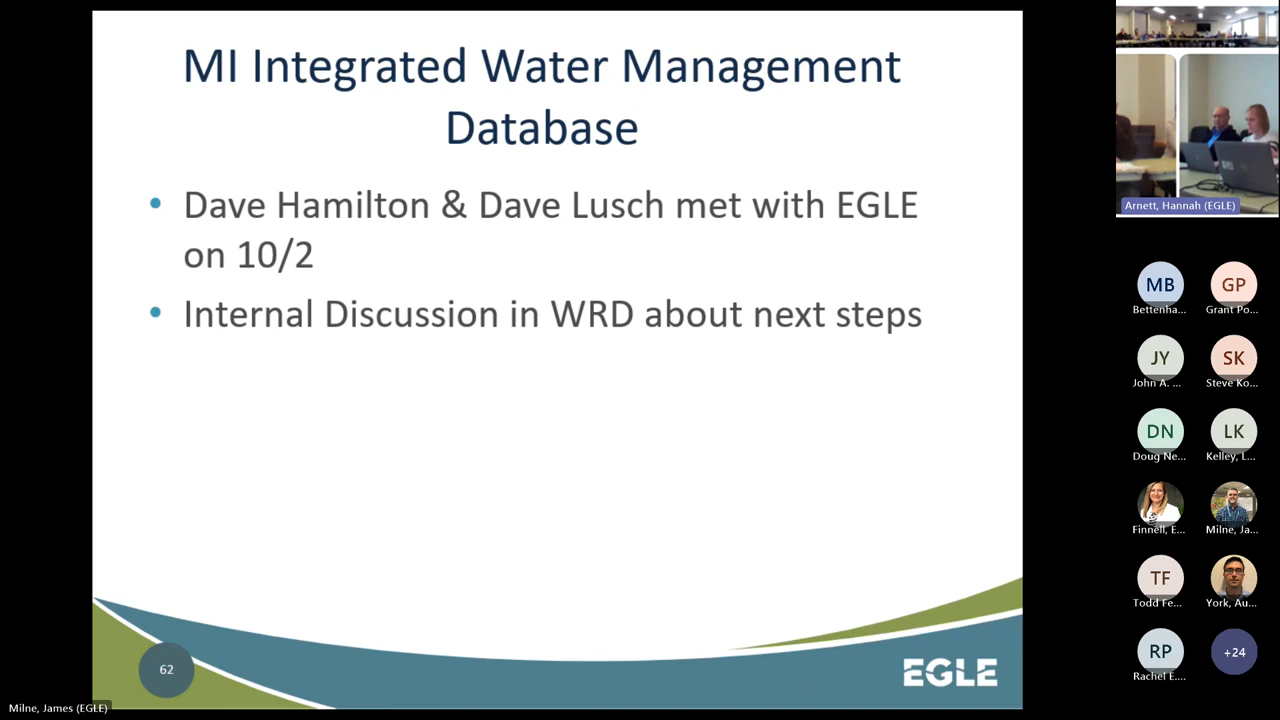 MI Integrated Water Management
Database
• Dave Hamilton & Dave Lusch met with EGLE
on 10/2
• Internal Discussion in WRD about next steps
62
EGLE
Milne, James (EGLE)
Arnett, Hannah (EGLE)
MB
GP
Bettenha...
Grant Po...
JY
SK
John A. ...
Steve Ko...
DN
LK
Doug Ne...
Kelley, L...
Finnell, E...
Milne, Ja...
TF
Todd Fe...
York, Au...
RP
+24
Rachel E....